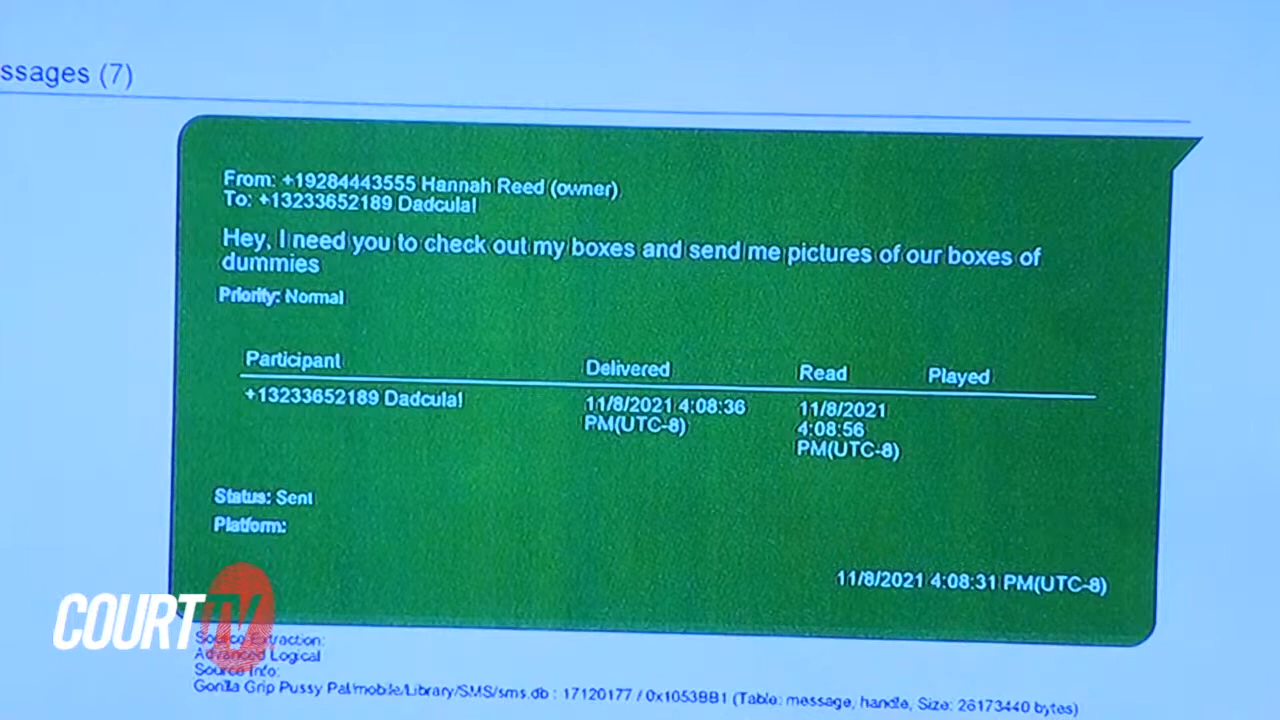 ssages (7)
From: +19284443555 Hannah Reed (owner)
To: +13233652189 Dadcula!
Hey, I need you to check out my boxes and send me pictures of our boxes of
dummies
Priority: Normal
Participant Delivered Read Played
+13233652189 Dadcula! 11/8/2021 4:08:36 11/8/2021
PM(UTC-8) 4:08:56
PM(UTC-8)
Status: Sent
Platform:
11/8/2021 4:08:31 PM(UTC-8)
COURT TV
Source Extraction:
Advanced Logical
Source Info:
Gorilla Grip Pussy Pal/mobile/Library/SMS/sms.db : 17120177 / 0x1053BB1 (Table: message, handle, Size: 26173440 bytes)